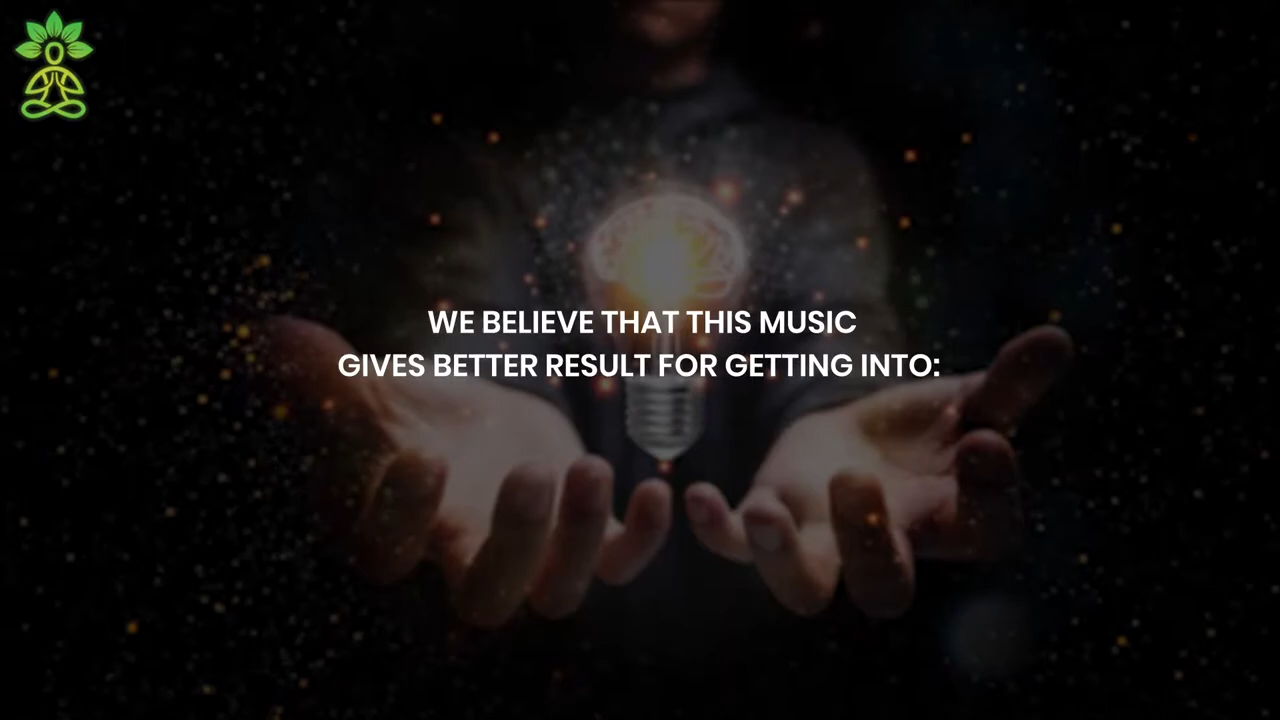 WE BELIEVE THAT THIS MUSIC
GIVES BETTER RESULT FOR GETTING INTO: